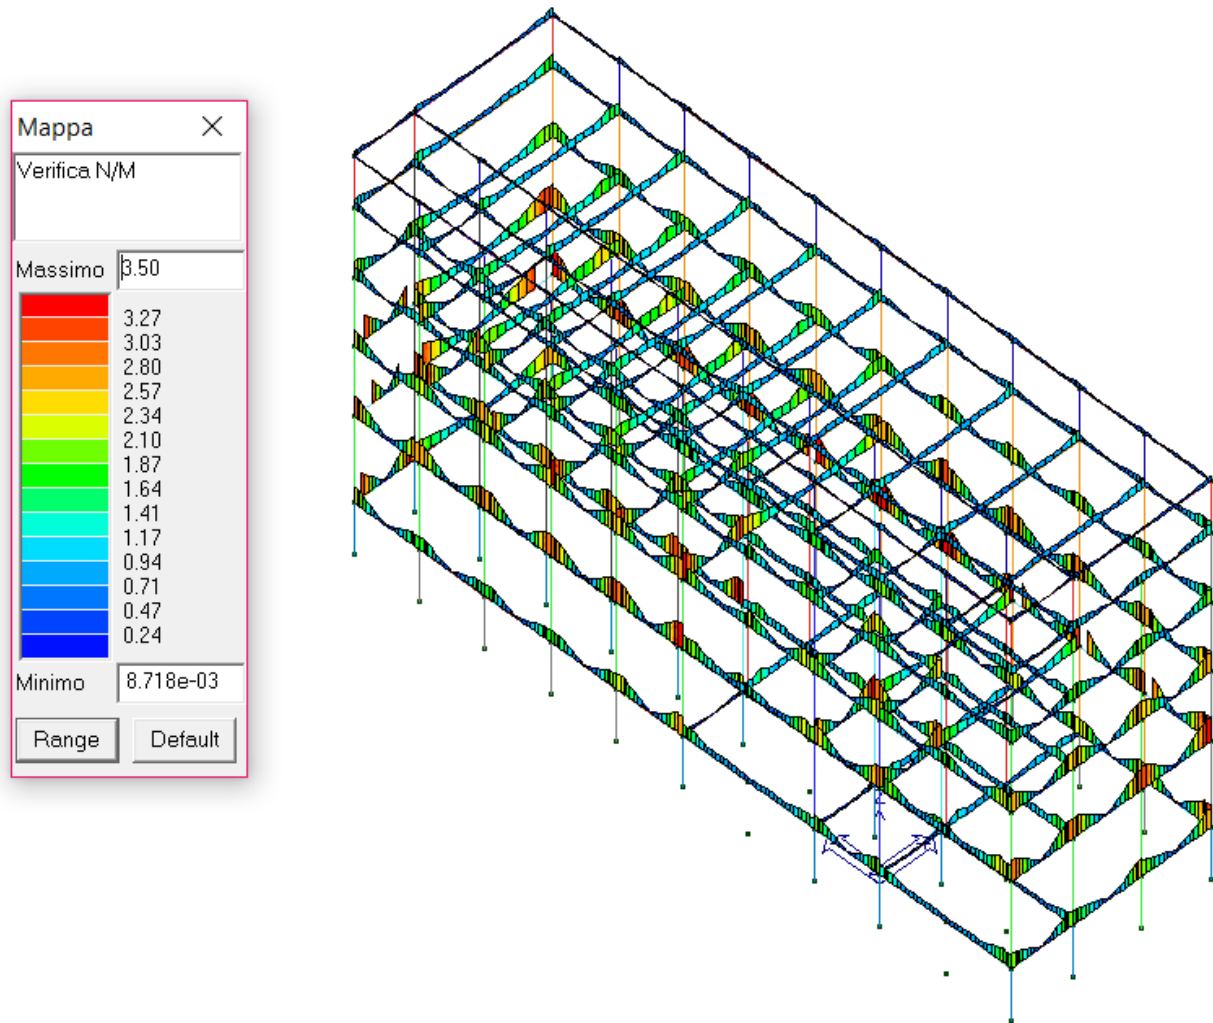 Mappa
Verifica N/M
Massimo 3.50
3.27
3.03
2.80
2.57
2.34
2.10
1.87
1.64
1.41
1.17
0.94
0.71
0.47
0.24
Minimo 8.718e-03
Range Default